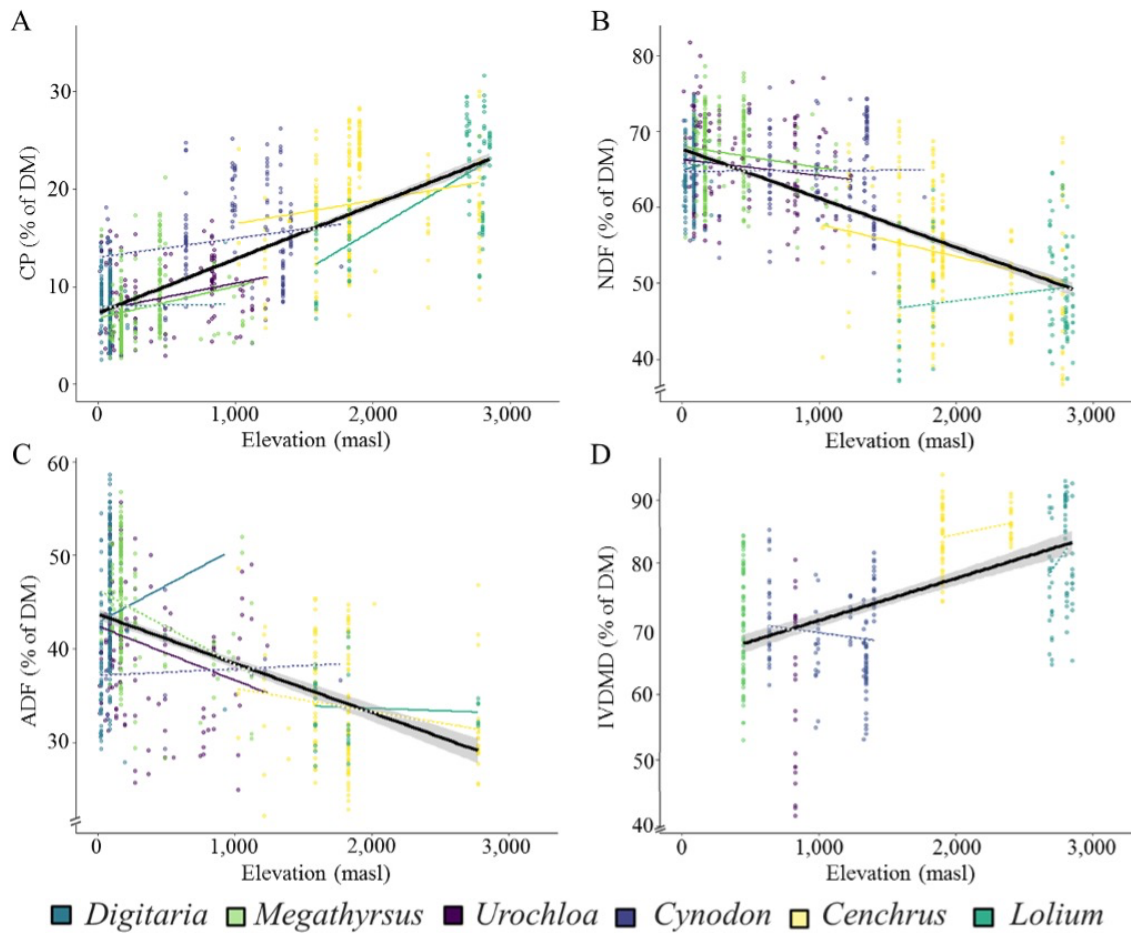 A
B
CP (% of DM)
30
20
10
0
0
1,000
2,000
3,000
Elevation (masl)
NDF (% of DM)
80
70
60
50
40
0
1,000
2,000
3,000
Elevation (masl)
C
D
ADF (% of DM)
60
50
40
30
0
1,000
2,000
3,000
Elevation (masl)
IVDMD (% of DM)
90
80
70
60
50
40
0
1,000
2,000
3,000
Elevation (masl)
Digitaria Megathyrsus Urochloa Cynodon Cenchrus Lolium